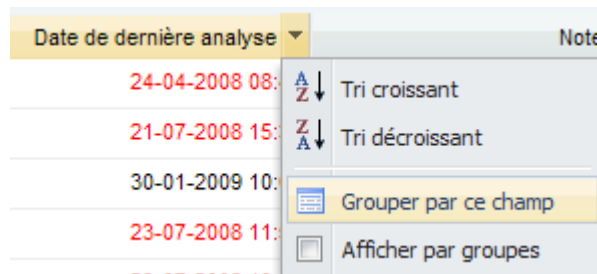 Date de dernière analyse Note
24-04-2008 08:
Tri croissant
21-07-2008 15:
Tri décroissant
30-01-2009 10:
Grouper par ce champ
23-07-2008 11:
Afficher par groupes